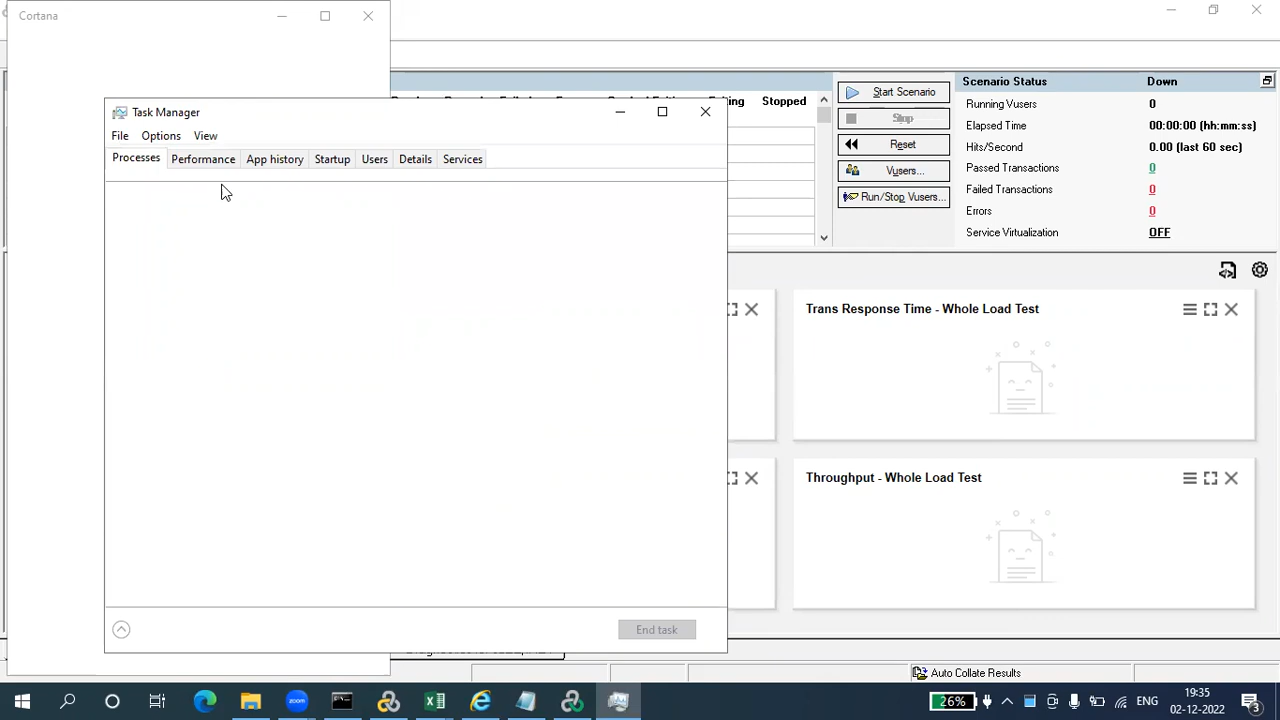 Cortana
Task Manager
File Options View
Processes Performance App history Startup Users Details Services
End task
Stopped
Start Scenario
Stop
Reset
Vusers...
Run/Stop Vusers...
Scenario Status Down
Running Vusers 0
Elapsed Time 00:00:00 (hh:mm:ss)
Hits/Second 0.00 (last 60 sec)
Passed Transactions 0
Failed Transactions 0
Errors 0
Service Virtualization OFF
Trans Response Time - Whole Load Test
Throughput - Whole Load Test
Auto Collate Results
zoom
26%
ENG
19:35
02-12-2022
3